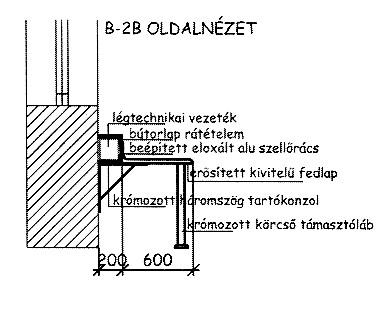 B-2B OLDALNÉZET
légtechnikai vezeték
bútorlap rátételem
beépített eloxált alu szellőrács
erősített kivitelű fedlap
krómozott háromszög tartókonzol
krómozott körcső támasztóláb
200 600